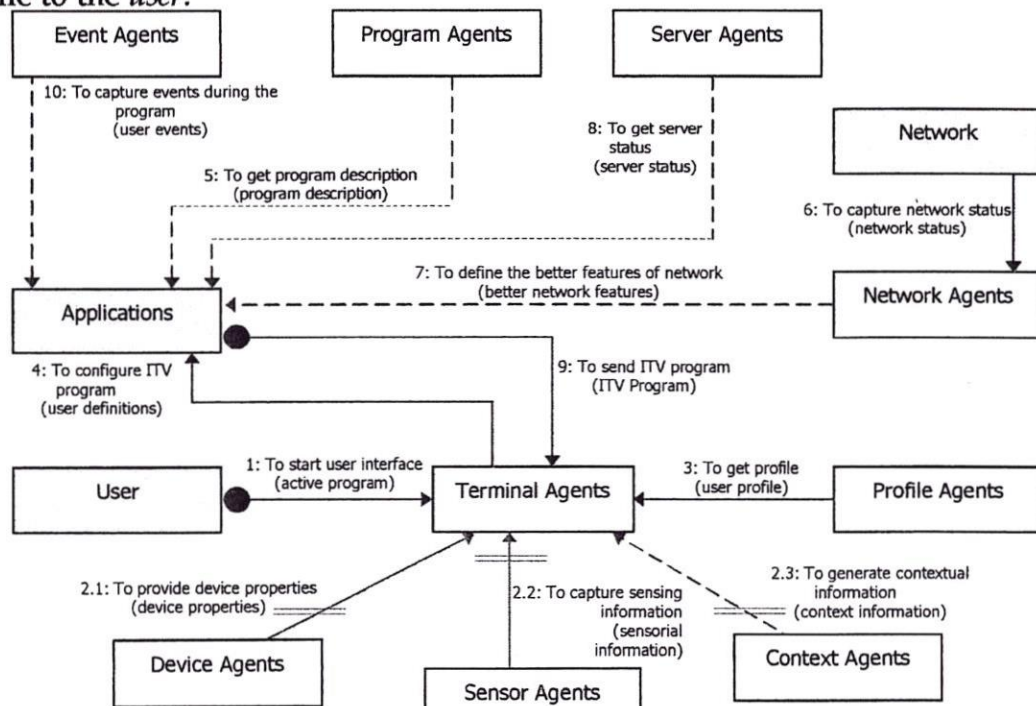 ne to the user.
Event Agents
Program Agents
Server Agents
10: To capture events during the
program
(user events)
8: To get server
status
(server status)
Network
5: To get program description
(program description)
6: To capture network status
(network status)
7: To define the better features of network
(better network features)
Applications
Network Agents
4: To configure ITV
program
(user definitions)
9: To send ITV program
(ITV Program)
User
1: To start user interface
(active program)
Terminal Agents
3: To get profile
(user profile)
Profile Agents
2.1: To provide device properties
(device properties)
2.2: To capture sensing
information
(sensorial
information)
2.3: To generate contextual
information
(context information)
Device Agents
Sensor Agents
Context Agents